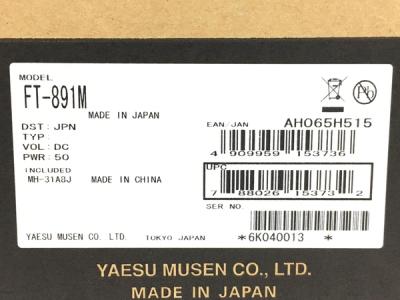 MODEL
FT-891M
MADE IN JAPAN
DST: JPN
TYP:
VOL: DC
PWR: 50
INCLUDED
MH-31A8J MADE IN CHINA
YAESU MUSEN CO. LTD. TOKYO JAPAN
Pb
EAN/JAN AH065H515
4 909959 153736
UPC
7 88026 15373 2
SER NO
*6K040013 *
YAESU MUSEN CO., LTD.
MADE IN JAPAN